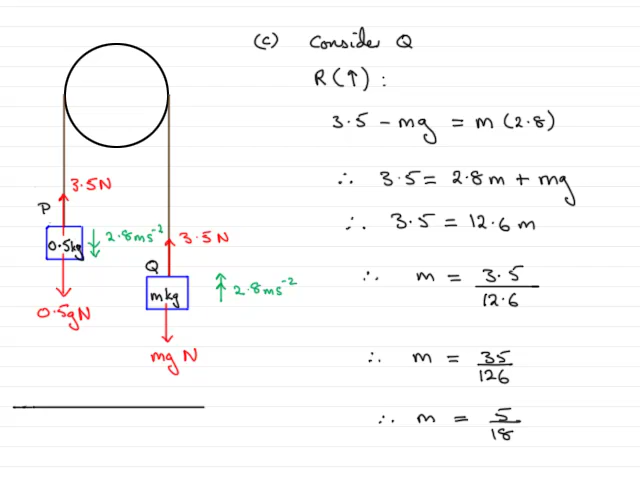 (c) Consider Q
R(↑):
3.5 - mg = m(2.8)
∴ 3.5 = 2.8m + mg
∴ 3.5 = 12.6m
∴ m = 3.5/12.6
∴ m = 35/126
∴ m = 5/18
3.5N
P
0.5kg
2.8ms⁻²
0.5gN
3.5N
Q
mkg
2.8ms⁻²
mg N